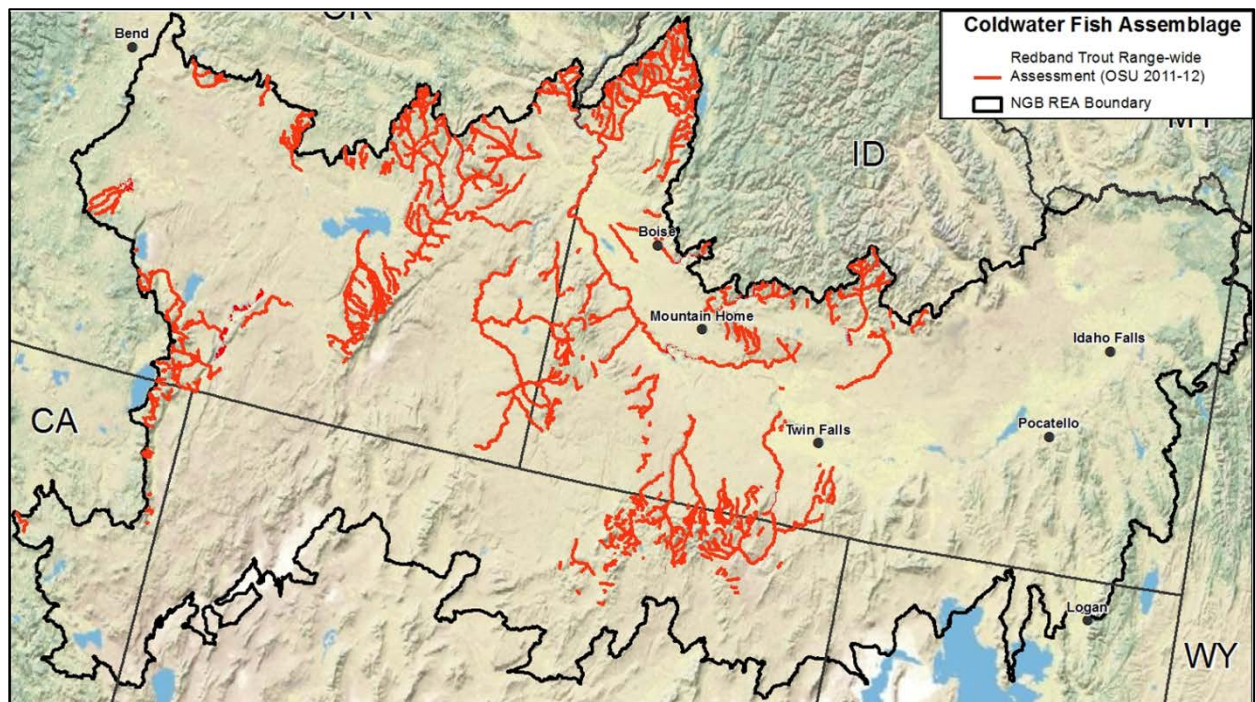 Coldwater Fish Assemblage
Redband Trout Range-wide
Assessment (OSU 2011-12)
NGB REA Boundary
Bend
ID
Boise
Mountain Home
Idaho Falls
CA
Twin Falls
Pocatello
Logan
WY